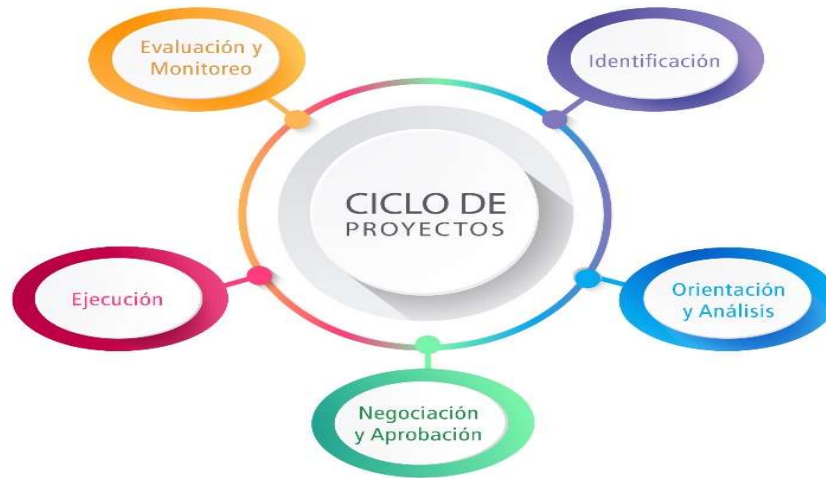 CICLO DE
PROYECTOS
Identificación
Orientación
y Análisis
Negociación
y Aprobación
Ejecución
Evaluación y
Monitoreo